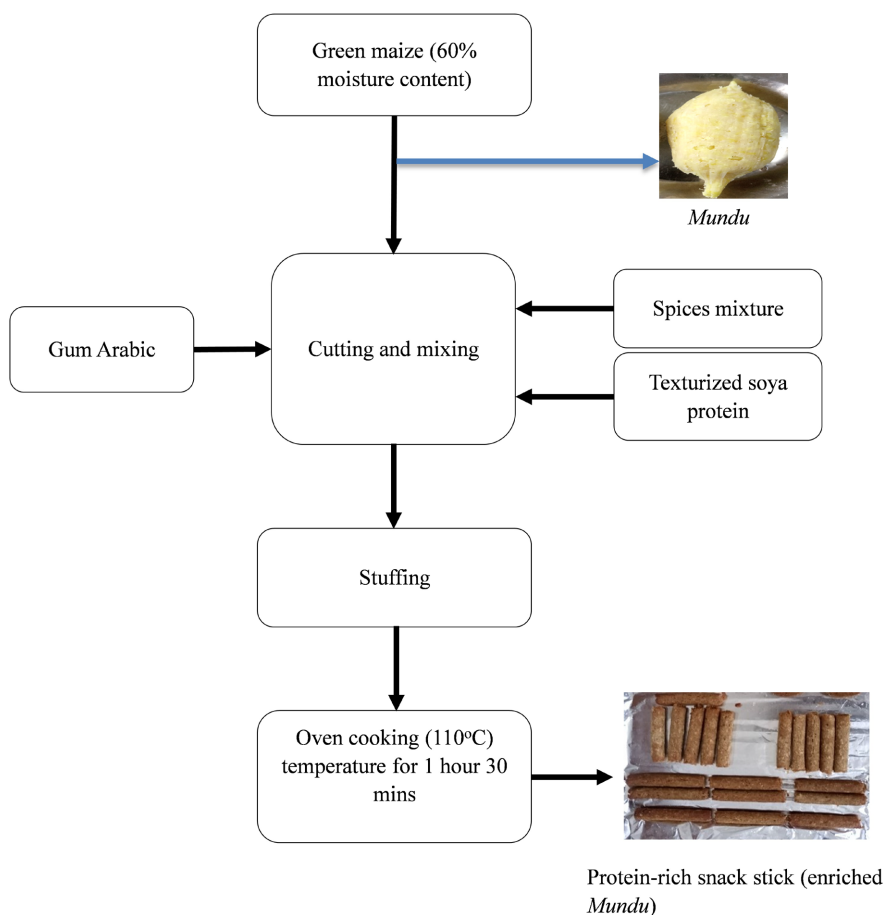 Green maize (60%
moisture content)
Mundu
Spices mixture
Gum Arabic
Cutting and mixing
Texturized soya
protein
Stuffing
Oven cooking (110°C)
temperature for 1 hour 30
mins
Protein-rich snack stick (enriched
Mundu)